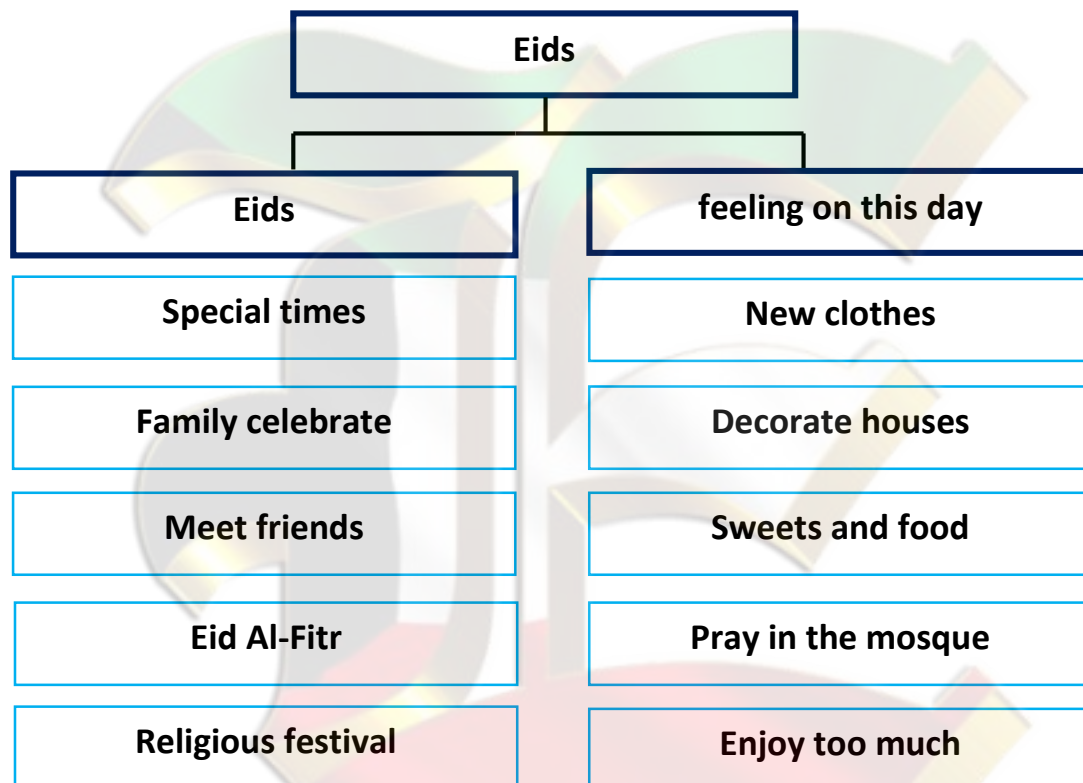 Eids
Eids
feeling on this day
Special times
New clothes
Family celebrate
Decorate houses
Meet friends
Sweets and food
Eid Al-Fitr
Pray in the mosque
Religious festival
Enjoy too much